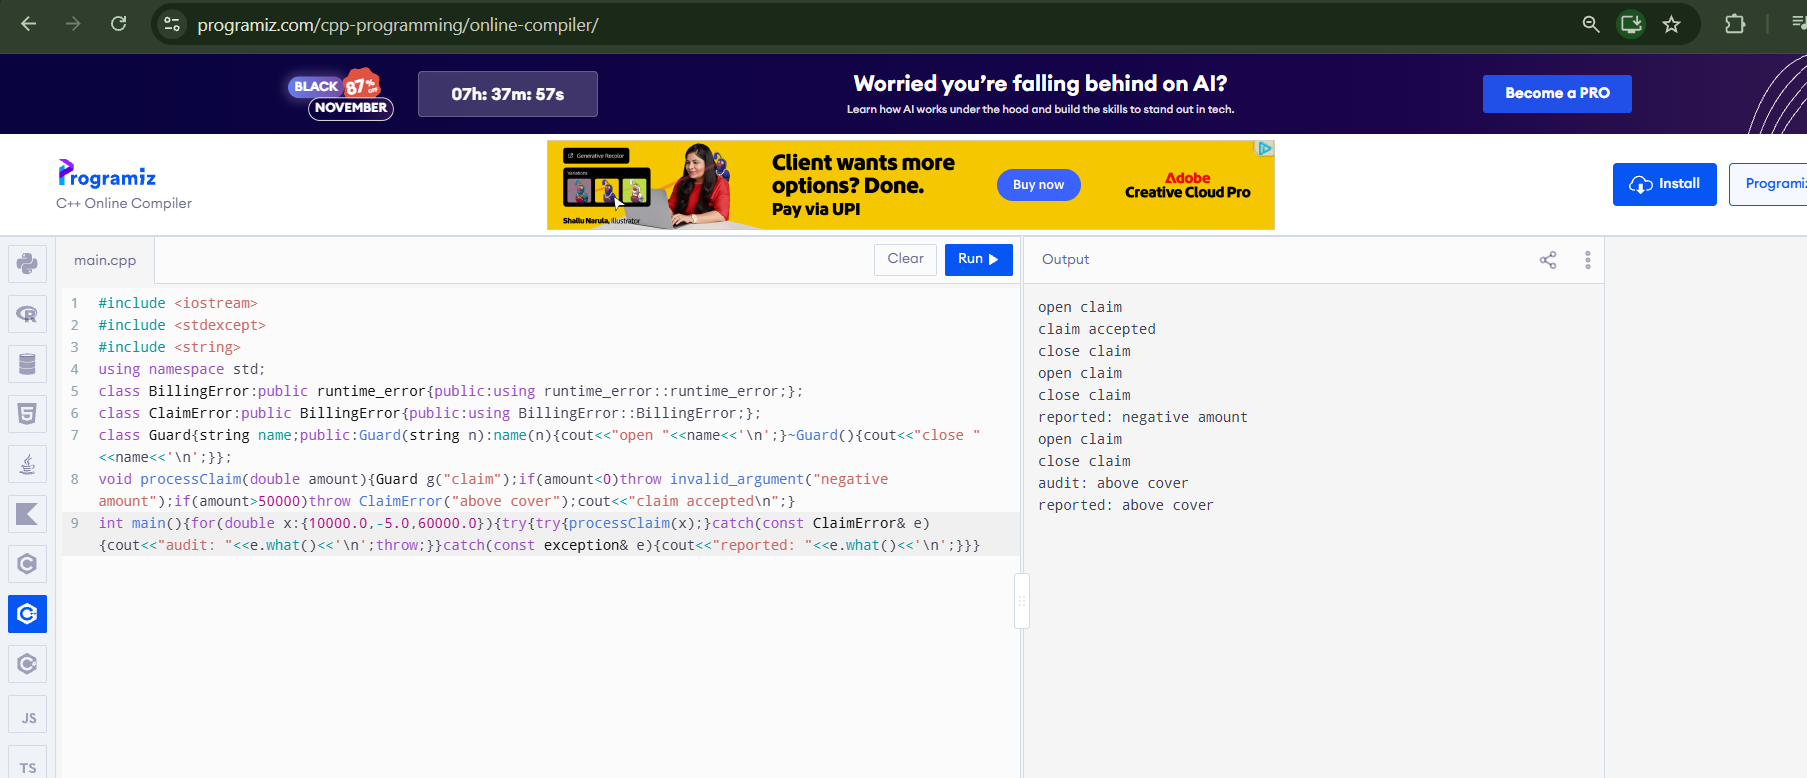 programiz.com/cpp-programming/online-compiler/
BLACK 87% OFF
NOVEMBER
07h: 37m: 57s
Worried you're falling behind on AI?
Learn how AI works under the hood and build the skills to stand out in tech.
Become a PRO
Programiz
C++ Online Compiler
Generative Recolor
Variations
Shallu Narula, Illustrator
Client wants more
options? Done.
Pay via UPI
Buy now
Adobe
Creative Cloud Pro
Install
Programiz
main.cpp
Clear
Run
Output
1 #include <iostream>
2 #include <stdexcept>
3 #include <string>
4 using namespace std;
5 class BillingError:public runtime_error{public:using runtime_error::runtime_error;};
6 class ClaimError:public BillingError{public:using BillingError::BillingError;};
7 class Guard{string name;public:Guard(string n):name(n){cout<<"open "<<name<<'\n';}~Guard(){cout<<"close "
<<name<<'\n';}};
8 void processClaim(double amount){Guard g("claim");if(amount<0)throw invalid_argument("negative
amount");if(amount>50000)throw ClaimError("above cover");cout<<"claim accepted\n";}
9 int main(){for(double x:{10000.0,-5.0,60000.0}){try{try{processClaim(x);}catch(const ClaimError& e)
{cout<<"audit: "<<e.what()<<'\n';throw;}}catch(const exception& e){cout<<"reported: "<<e.what()<<'\n';}}}
open claim
claim accepted
close claim
open claim
close claim
reported: negative amount
open claim
close claim
audit: above cover
reported: above cover
JS
TS